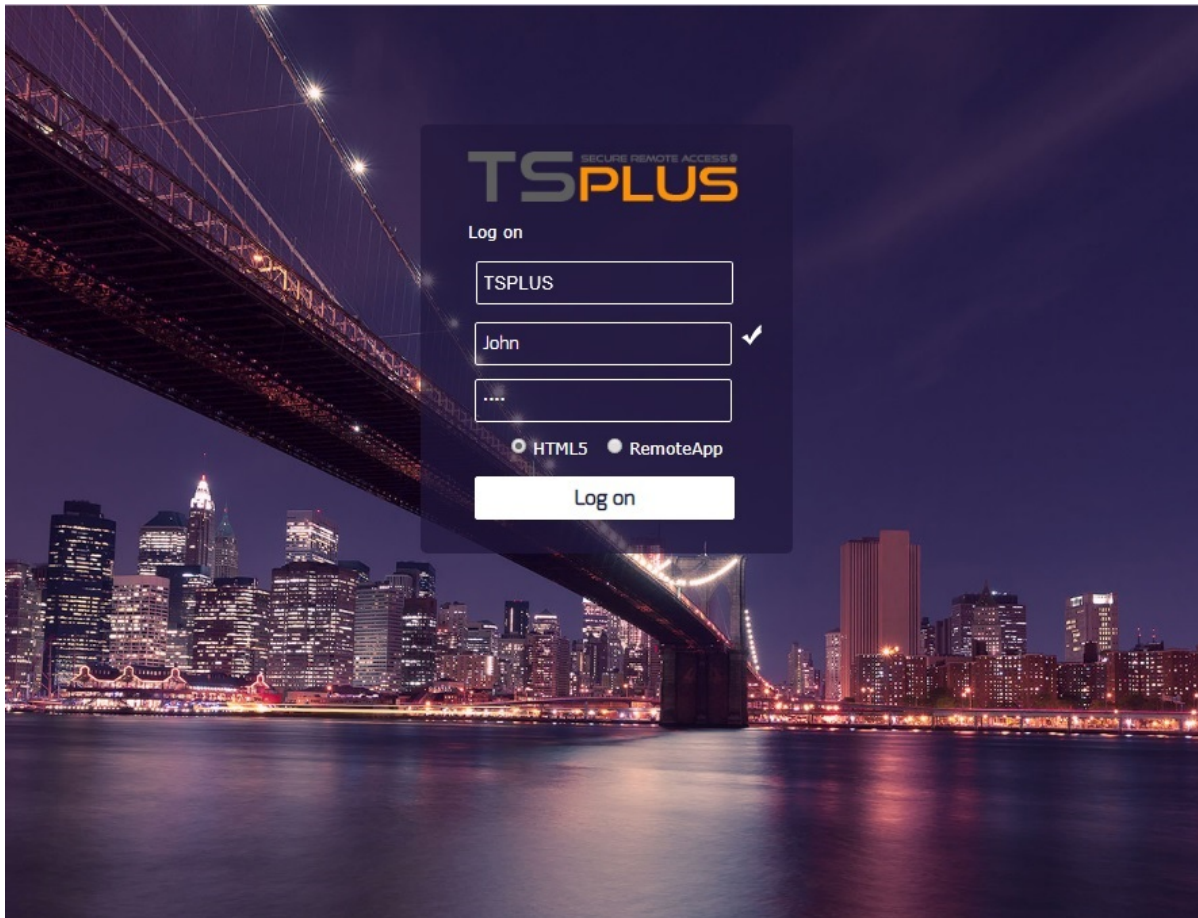 SECURE REMOTE ACCESS®
TSPLUS
Log on
TSPLUS
John
....
HTML5 RemoteApp
Log on